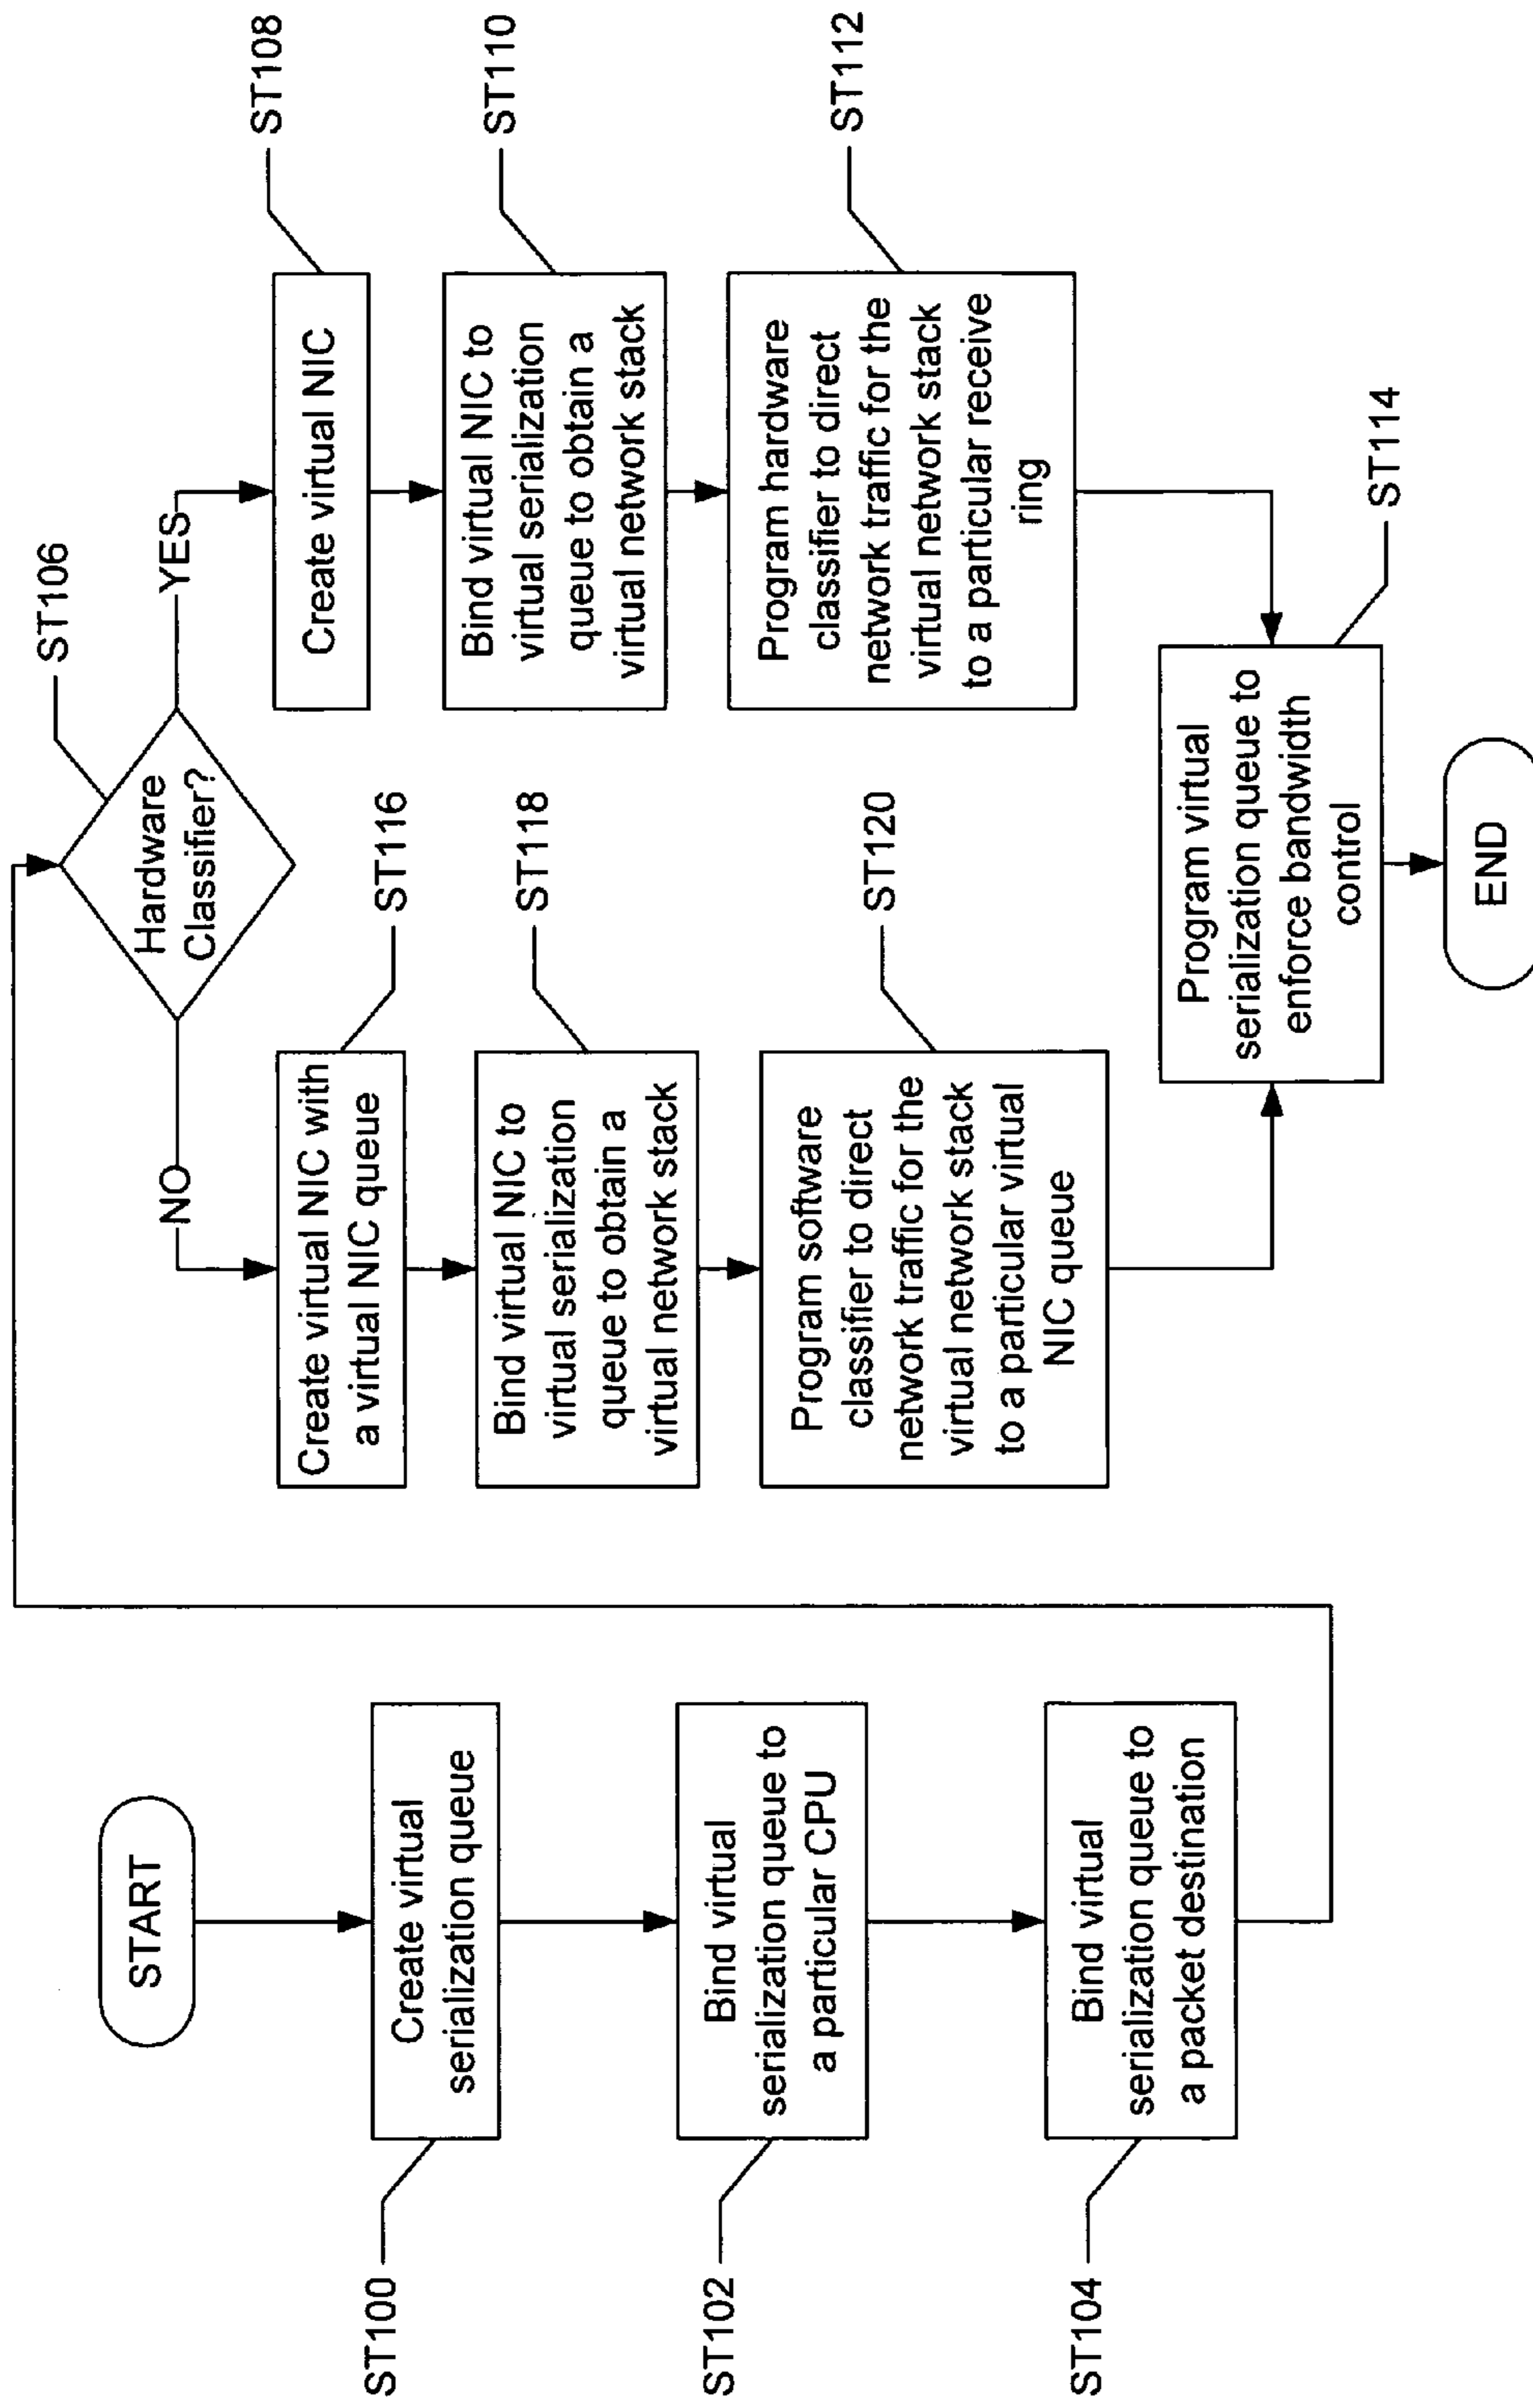 START
ST100
Create virtual
serialization queue
ST102
Bind virtual
serialization queue to
a particular CPU
ST104
Bind virtual
serialization queue to
a packet destination
ST106
Hardware
Classifier?
NO
YES
Create virtual NIC with
a virtual NIC queue
ST116
Bind virtual NIC to
virtual serialization
queue to obtain a
virtual network stack
ST118
Program software
classifier to direct
network traffic for the
virtual network stack
to a particular virtual
NIC queue
ST120
Create virtual NIC
ST108
Bind virtual NIC to
virtual serialization
queue to obtain a
virtual network stack
ST110
Program hardware
classifier to direct
network traffic for the
virtual network stack
to a particular receive
ring
ST112
Program virtual
serialization queue to
enforce bandwidth
control
ST114
END